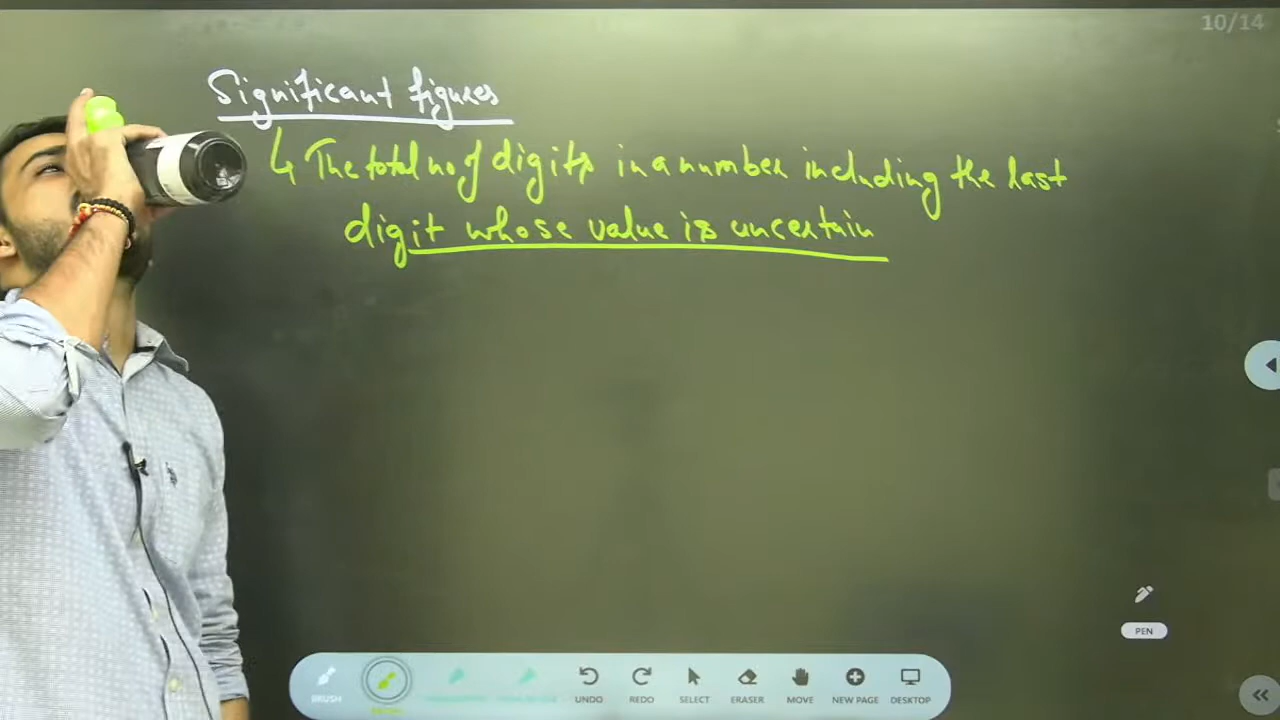 10/14
Significant figures
↳ The total no. of digits in a number including the last
digit whose value is uncertain
PEN
BRUSH
UNDO
REDO
SELECT
ERASER
MOVE
NEW PAGE
DESKTOP